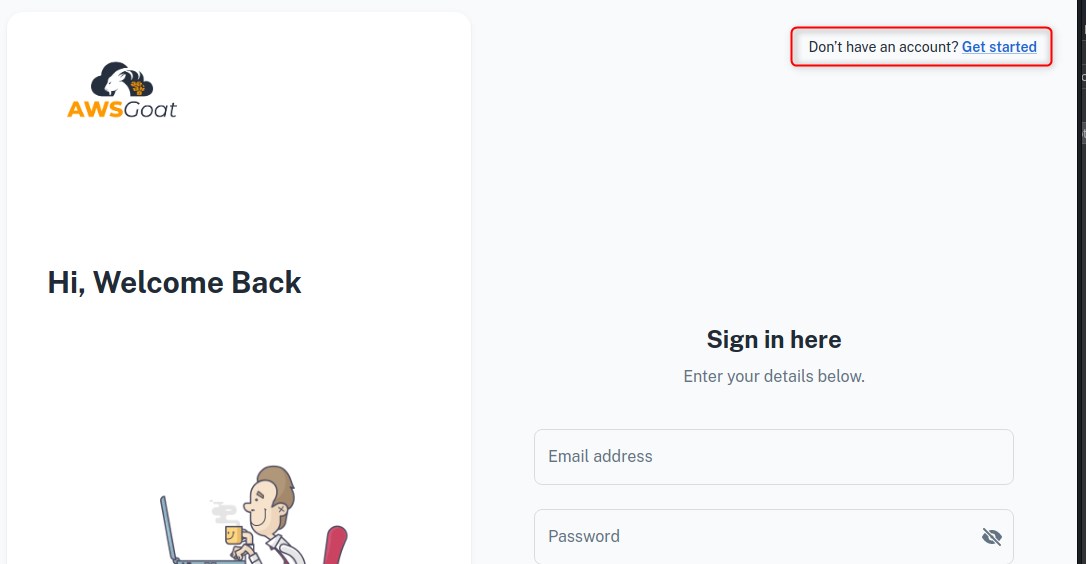 AWSGoat
Don't have an account? Get started
Hi, Welcome Back
Sign in here
Enter your details below.
Email address
Password